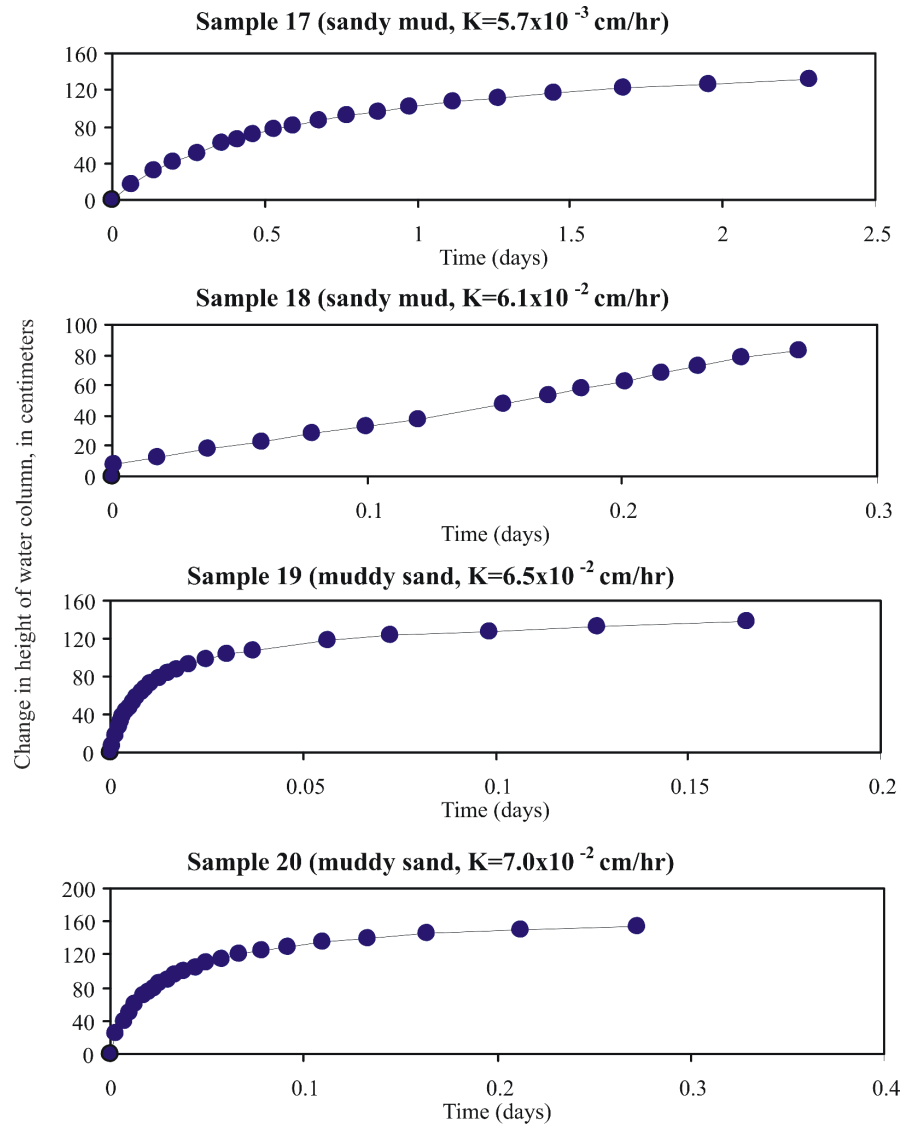 Sample 17 (sandy mud, K=5.7x10 -3 cm/hr)
160
120
80
40
0
0 0.5 1 1.5 2 2.5
Time (days)
Sample 18 (sandy mud, K=6.1x10 -2 cm/hr)
100
80
60
40
20
0
0 0.1 0.2 0.3
Time (days)
Change in height of water column, in centimeters
Sample 19 (muddy sand, K=6.5x10 -2 cm/hr)
160
120
80
40
0
0 0.05 0.1 0.15 0.2
Time (days)
Sample 20 (muddy sand, K=7.0x10 -2 cm/hr)
200
160
120
80
40
0
0 0.1 0.2 0.3 0.4
Time (days)